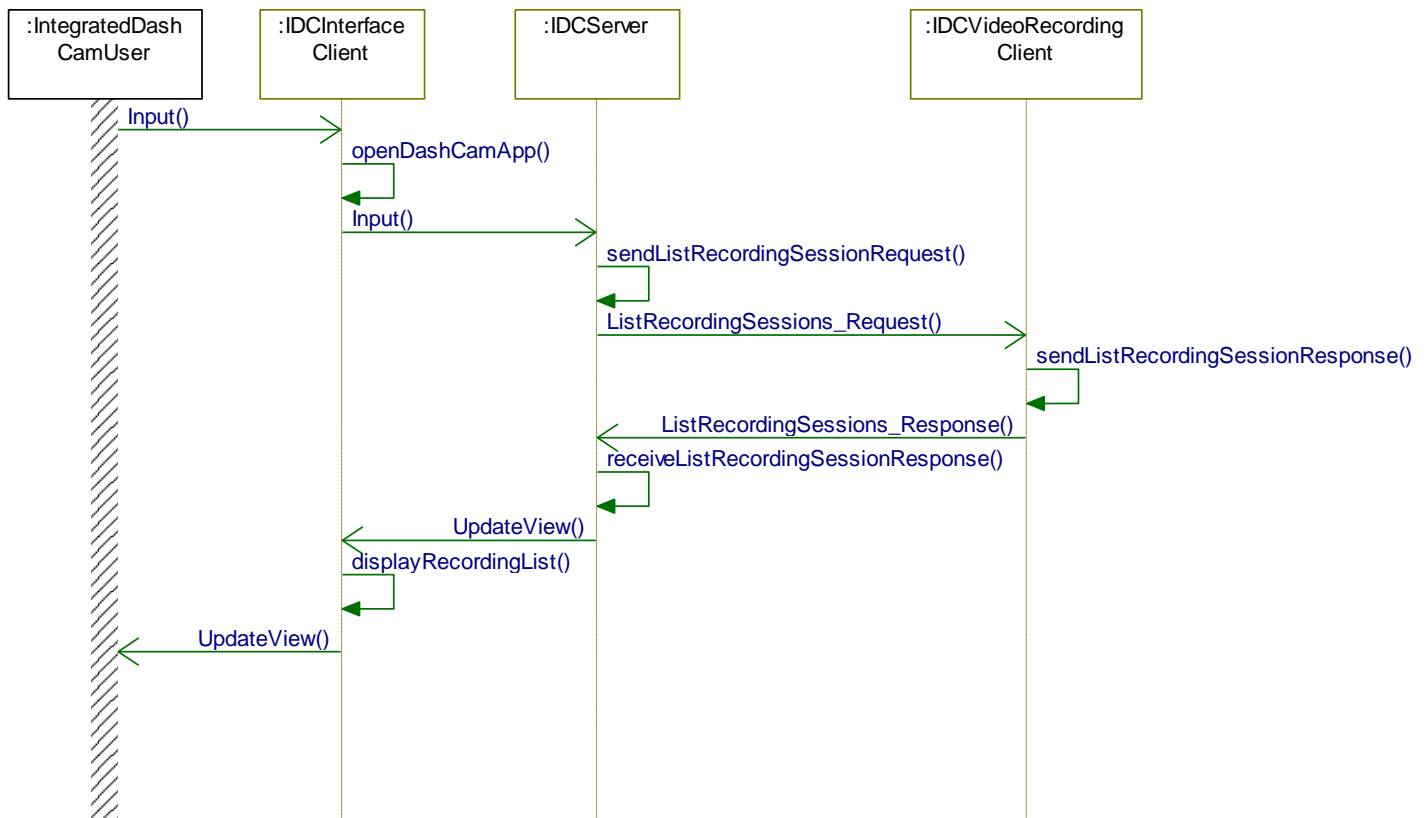 :IntegratedDash
CamUser
:IDCInterface
Client
:IDCServer
:IDCVideoRecording
Client
Input()
openDashCamApp()
Input()
sendListRecordingSessionRequest()
ListRecordingSessions_Request()
sendListRecordingSessionResponse()
ListRecordingSessions_Response()
receiveListRecordingSessionResponse()
UpdateView()
displayRecordingList()
UpdateView()